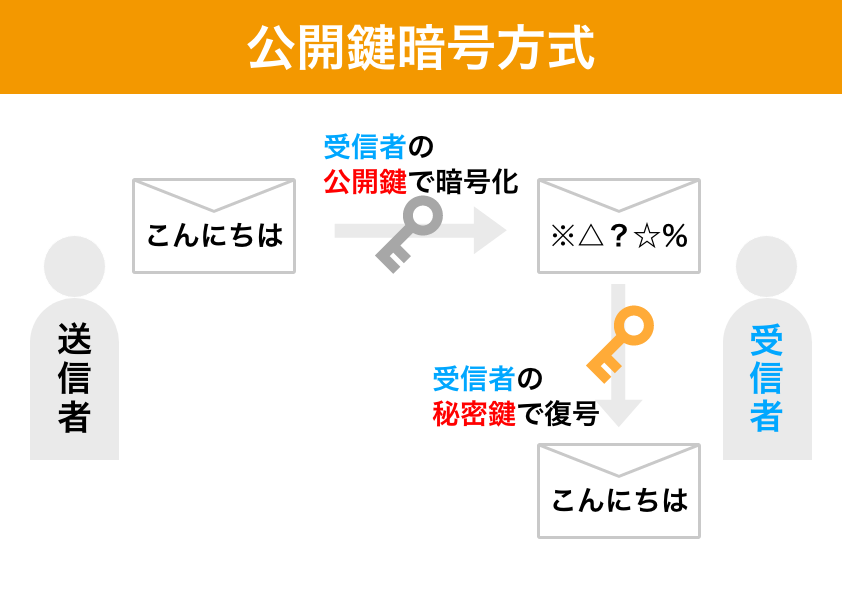 公開鍵暗号方式
受信者の
公開鍵で暗号化
こんにちは
※△？☆%
送信者
受信者
受信者の
秘密鍵で復号
こんにちは